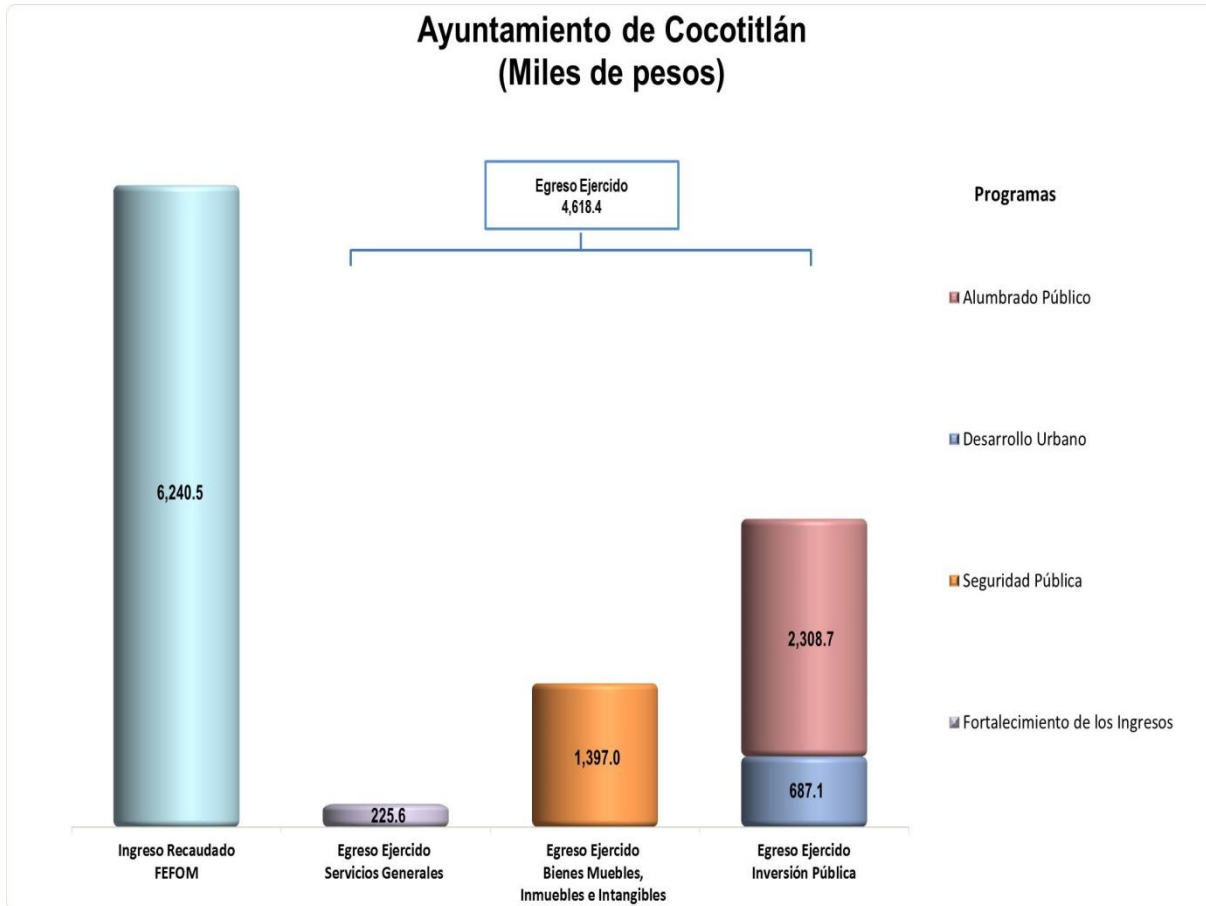 Ayuntamiento de Cocotitlán
(Miles de pesos)
Egreso Ejercido
4,618.4
Programas
Alumbrado Público
Desarrollo Urbano
Seguridad Pública
Fortalecimiento de los Ingresos
6,240.5
225.6
1,397.0
2,308.7
687.1
Ingreso Recaudado
FEFOM
Egreso Ejercido
Servicios Generales
Egreso Ejercido
Bienes Muebles,
Inmuebles e Intangibles
Egreso Ejercido
Inversión Pública